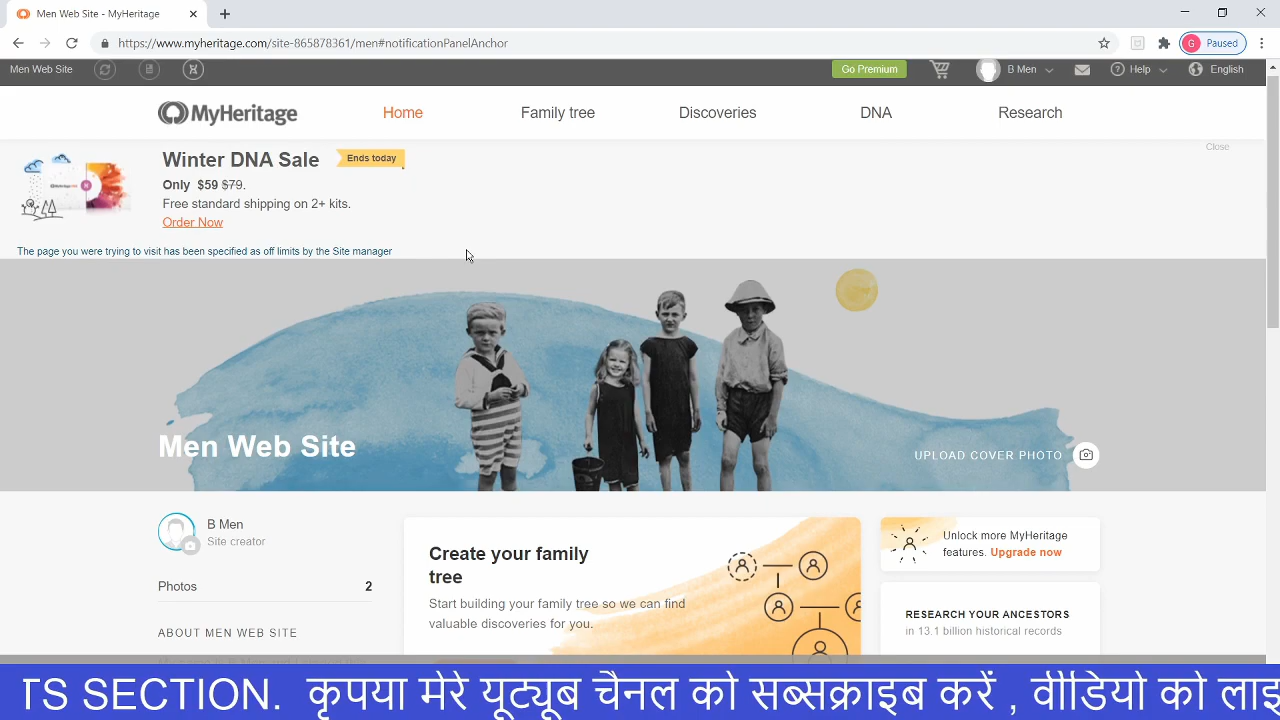 Men Web Site - MyHeritage
https://www.myheritage.com/site-865878361/men#notificationPanelAnchor
G Paused
Men Web Site
Go Premium
B Men
Help
English
MyHeritage
Home
Family tree
Discoveries
DNA
Research
Winter DNA Sale
Ends today
Close
Only $59 $79.
Free standard shipping on 2+ kits.
Order Now
The page you were trying to visit has been specified as off limits by the Site manager
Men Web Site
UPLOAD COVER PHOTO
B Men
Site creator
Photos 2
ABOUT MEN WEB SITE
Create your family
tree
Start building your family tree so we can find
valuable discoveries for you.
Unlock more MyHeritage
features. Upgrade now
RESEARCH YOUR ANCESTORS
in 13.1 billion historical records
TS SECTION. कृपया मेरे यूट्यूब चैनल को सब्सक्राइब करें , वीडियो को लाइ